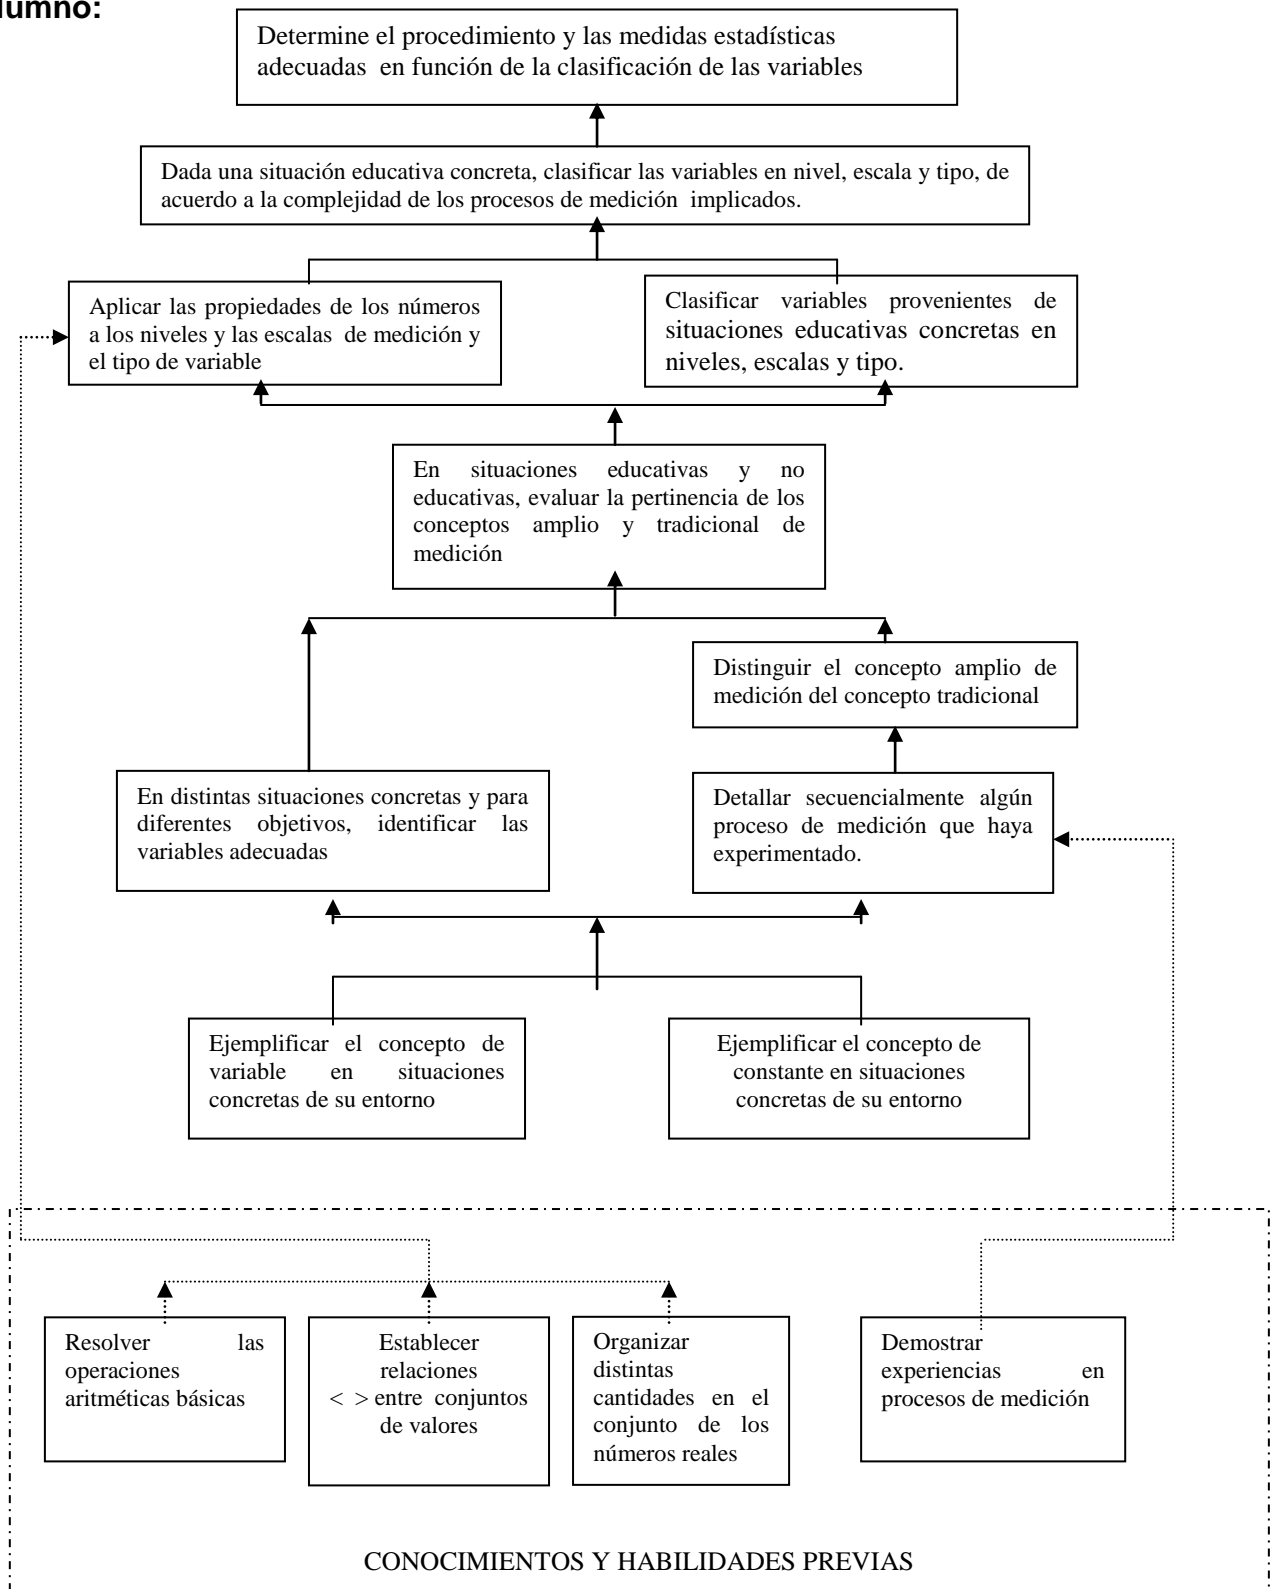 lumno:
Determine el procedimiento y las medidas estadísticas
adecuadas en función de la clasificación de las variables
Dada una situación educativa concreta, clasificar las variables en nivel, escala y tipo, de
acuerdo a la complejidad de los procesos de medición implicados.
Aplicar las propiedades de los números
a los niveles y las escalas de medición y
el tipo de variable
Clasificar variables provenientes de
situaciones educativas concretas en
niveles, escalas y tipo.
En situaciones educativas y no
educativas, evaluar la pertinencia de los
conceptos amplio y tradicional de
medición
Distinguir el concepto amplio de
medición del concepto tradicional
En distintas situaciones concretas y para
diferentes objetivos, identificar las
variables adecuadas
Detallar secuencialmente algún
proceso de medición que haya
experimentado.
Ejemplificar el concepto de
variable en situaciones
concretas de su entorno
Ejemplificar el concepto de
constante en situaciones
concretas de su entorno
Resolver las
operaciones
aritméticas básicas
Establecer
relaciones
< > entre conjuntos
de valores
Organizar
distintas
cantidades en el
conjunto de los
números reales
Demostrar
experiencias en
procesos de medición
CONOCIMIENTOS Y HABILIDADES PREVIAS